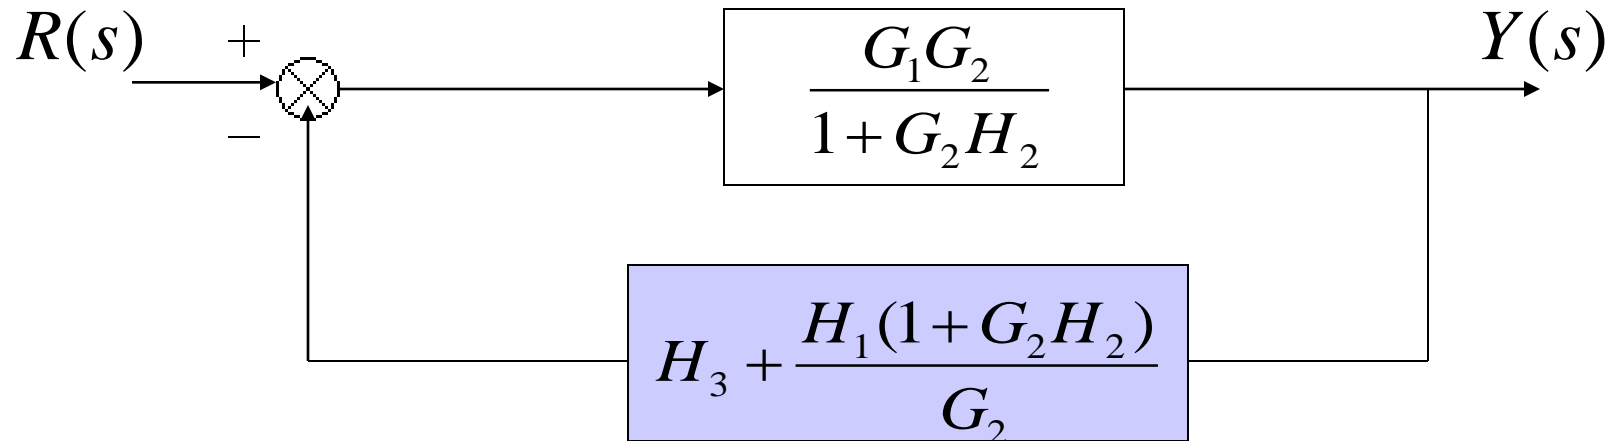 R(s) + Y(s)
−
G₁G₂
1 + G₂H₂
H₃ + H₁(1 + G₂H₂)
G₂